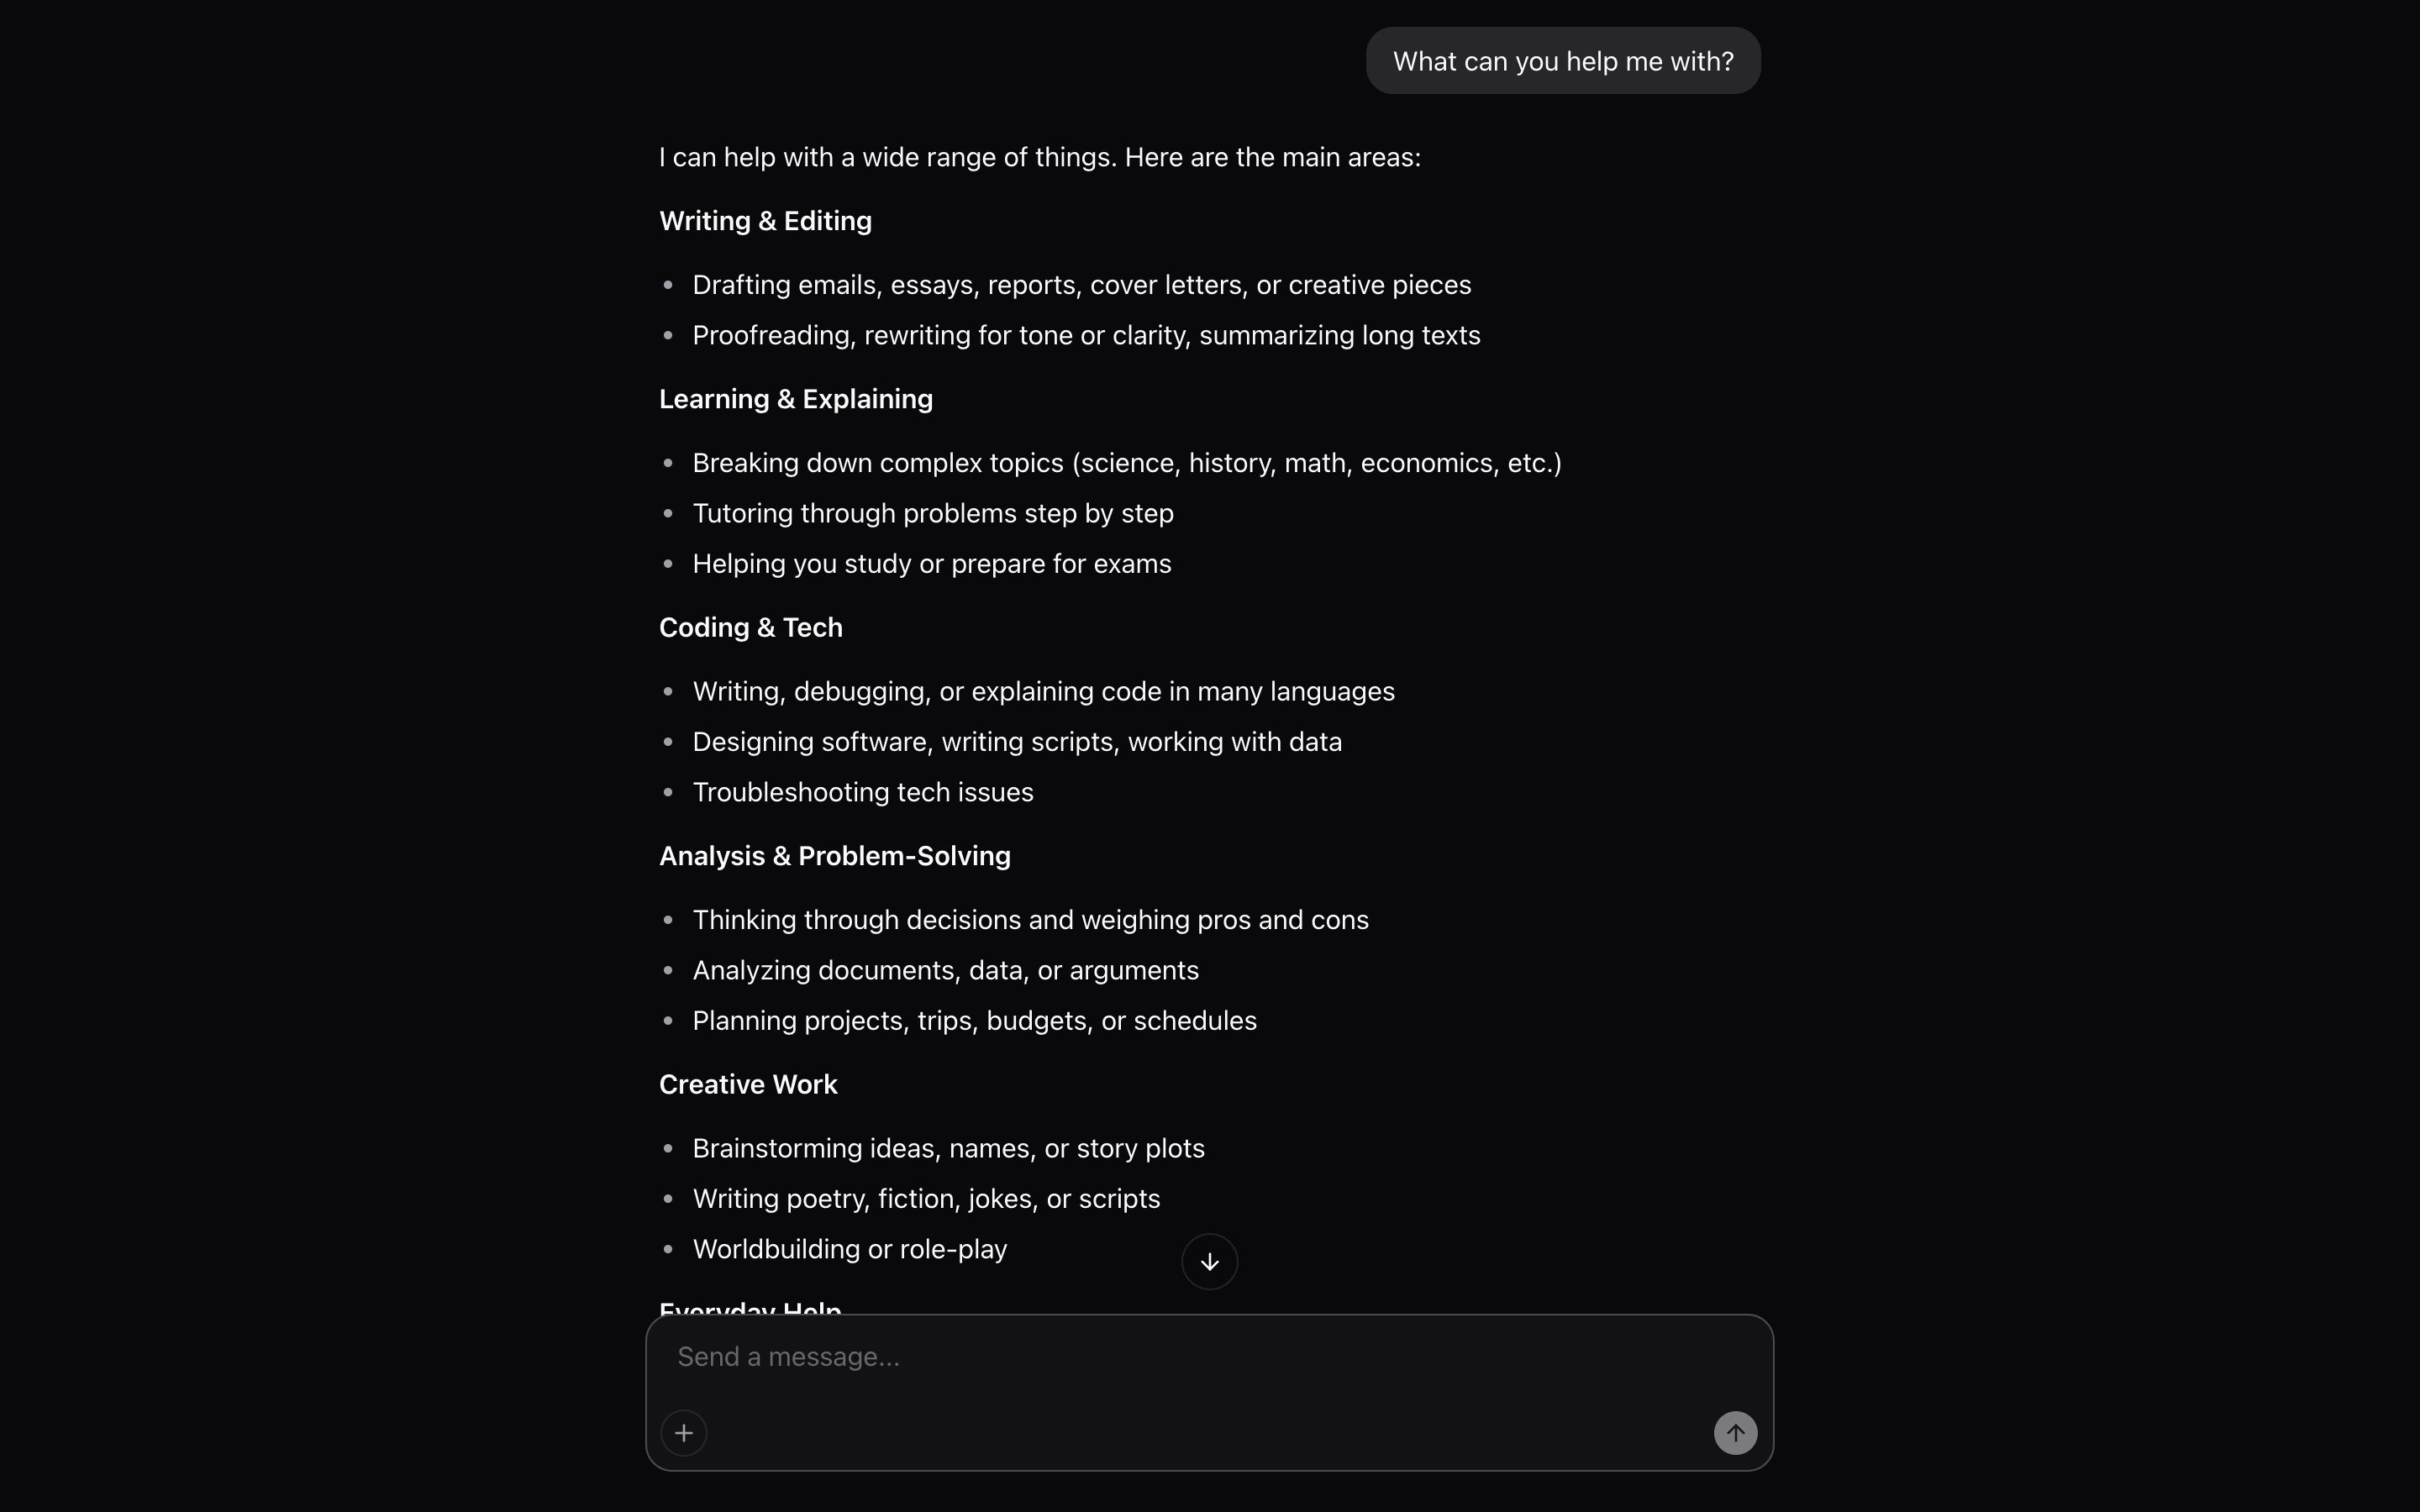 What can you help me with?
I can help with a wide range of things. Here are the main areas:
Writing & Editing
Drafting emails, essays, reports, cover letters, or creative pieces
Proofreading, rewriting for tone or clarity, summarizing long texts
Learning & Explaining
Breaking down complex topics (science, history, math, economics, etc.)
Tutoring through problems step by step
Helping you study or prepare for exams
Coding & Tech
Writing, debugging, or explaining code in many languages
Designing software, writing scripts, working with data
Troubleshooting tech issues
Analysis & Problem-Solving
Thinking through decisions and weighing pros and cons
Analyzing documents, data, or arguments
Planning projects, trips, budgets, or schedules
Creative Work
Brainstorming ideas, names, or story plots
Writing poetry, fiction, jokes, or scripts
Worldbuilding or role-play
Everyday Help
Send a message...